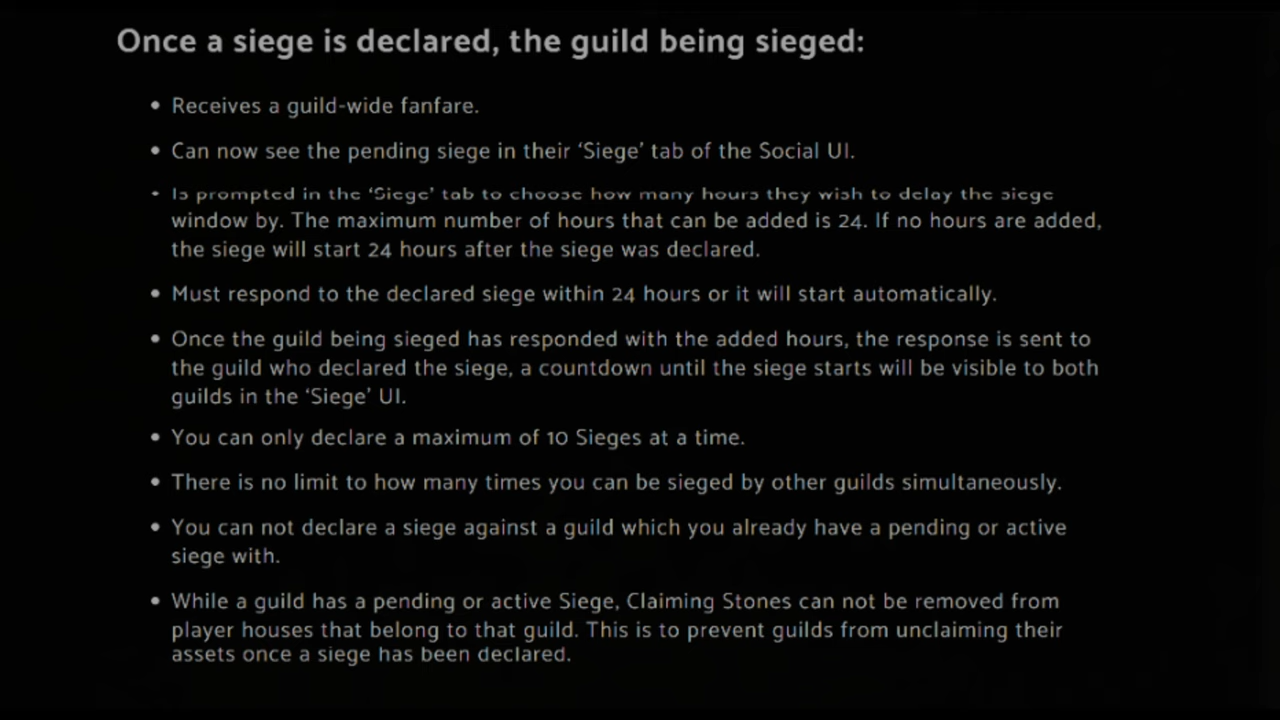 Once a siege is declared, the guild being sieged:
• Receives a guild-wide fanfare.
• Can now see the pending siege in their ‘Siege’ tab of the Social UI.
• Is prompted in the ‘Siege’ tab to choose how many hours they wish to delay the siege
window by. The maximum number of hours that can be added is 24. If no hours are added,
the siege will start 24 hours after the siege was declared.
• Must respond to the declared siege within 24 hours or it will start automatically.
• Once the guild being sieged has responded with the added hours, the response is sent to
the guild who declared the siege, a countdown until the siege starts will be visible to both
guilds in the ‘Siege’ UI.
• You can only declare a maximum of 10 Sieges at a time.
• There is no limit to how many times you can be sieged by other guilds simultaneously.
• You can not declare a siege against a guild which you already have a pending or active
siege with.
• While a guild has a pending or active Siege, Claiming Stones can not be removed from
player houses that belong to that guild. This is to prevent guilds from unclaiming their
assets once a siege has been declared.